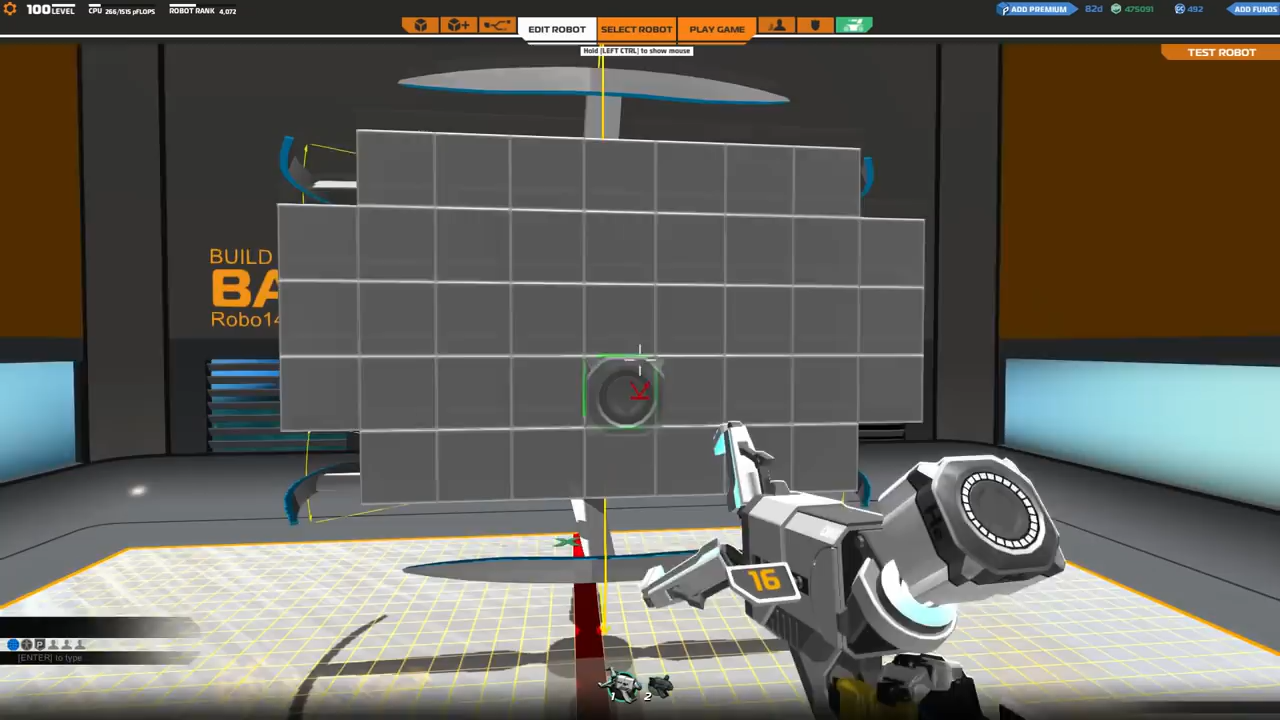 100 LEVEL
CPU 266/1515 pFLOPS
ROBOT RANK 4,072
EDIT ROBOT
SELECT ROBOT
PLAY GAME
ADD PREMIUM
82d
475091
492
ADD FUNDS
Hold [LEFT CTRL] to show mouse
TEST ROBOT
BUILD
BA
Robo14
16
P
[ENTER] to type
1
2